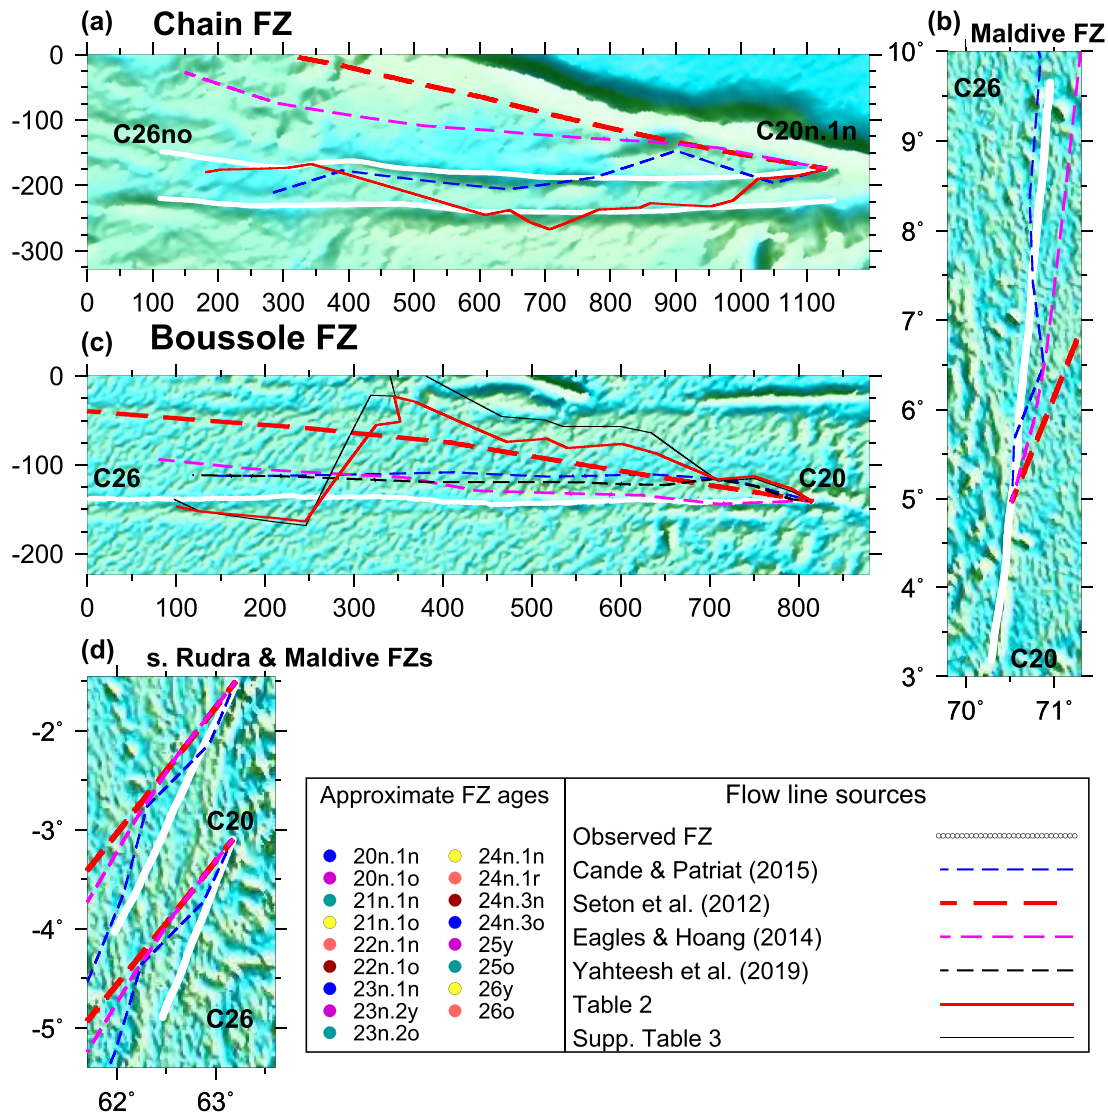 (a) Chain FZ
0
-100
-200
-300
C26no
C20n.1n
0 100 200 300 400 500 600 700 800 900 1000 1100
(b) Maldive FZ
10˚
9˚
8˚
7˚
6˚
5˚
4˚
3˚
C26
C20
70˚ 71˚
(c) Boussole FZ
0
-100
-200
C26
C20
0 100 200 300 400 500 600 700 800
(d) s. Rudra & Maldive FZs
-2˚
-3˚
-4˚
-5˚
C20
C26
62˚ 63˚
Approximate FZ ages
20n.1n
20n.1o
21n.1n
21n.1o
22n.1n
22n.1o
23n.1n
23n.2y
23n.2o
24n.1n
24n.1r
24n.3n
24n.3o
25y
25o
26y
26o
Flow line sources
Observed FZ
Cande & Patriat (2015)
Seton et al. (2012)
Eagles & Hoang (2014)
Yahteesh et al. (2019)
Table 2
Supp. Table 3